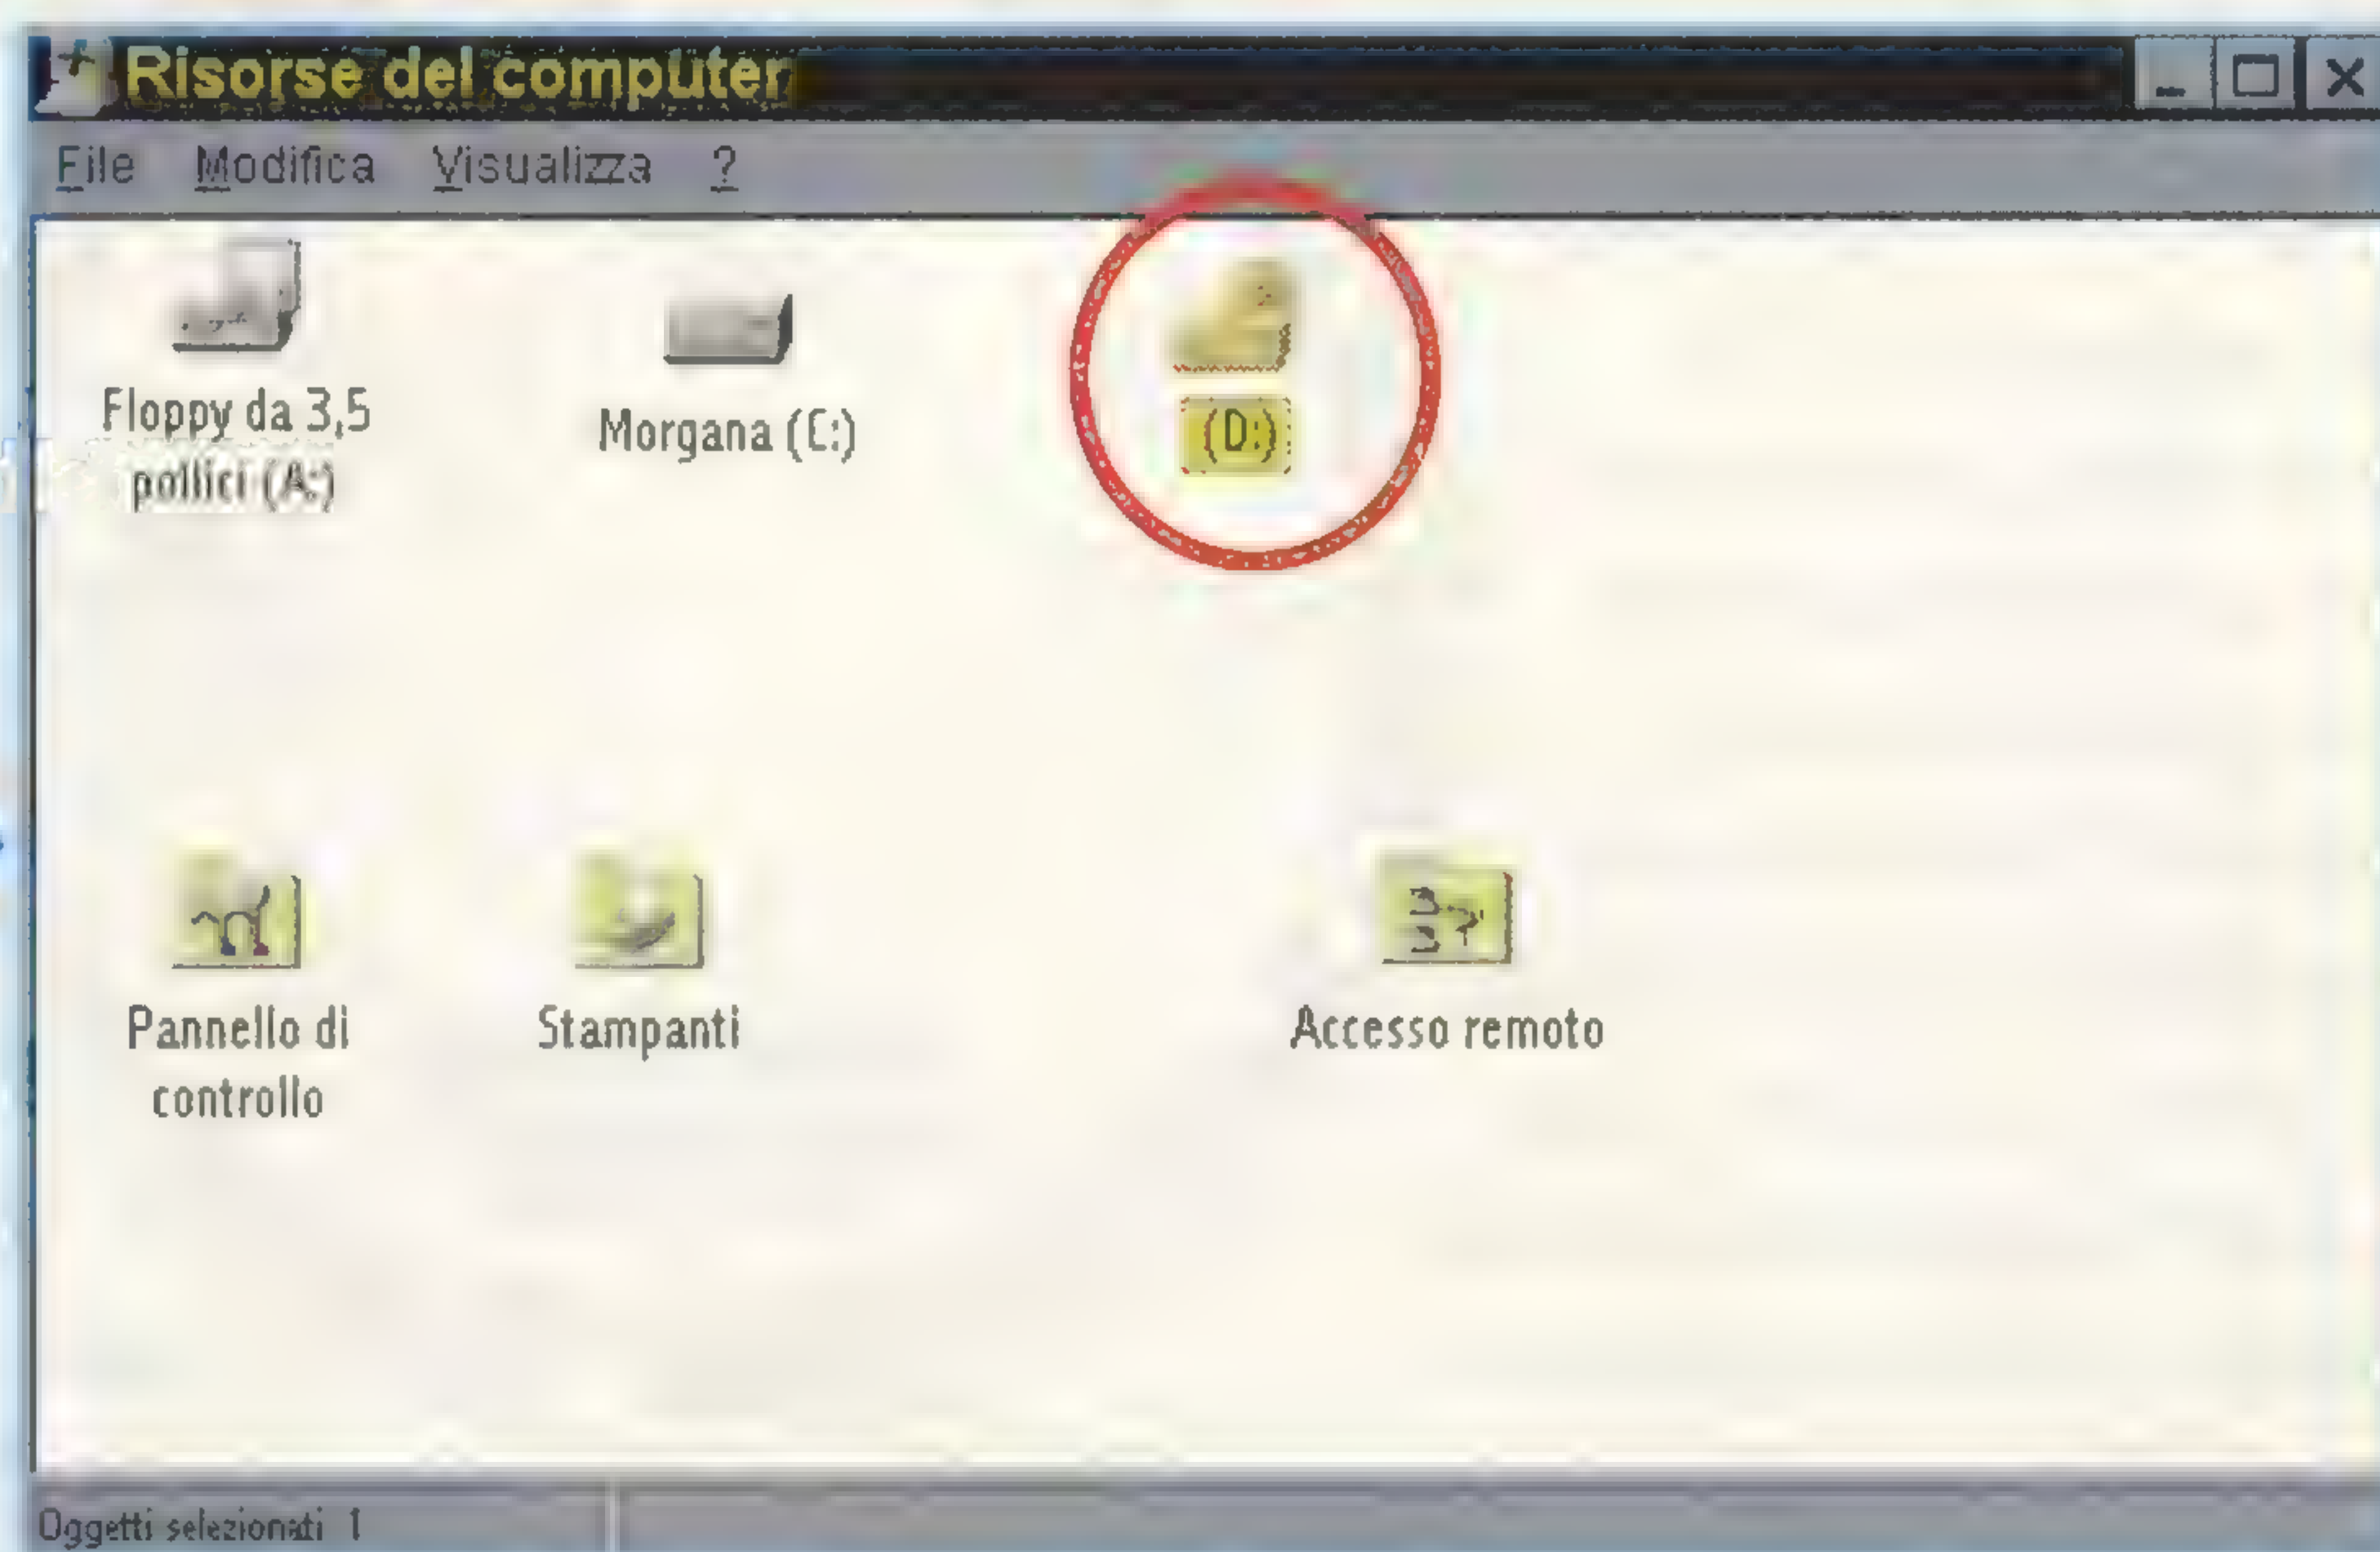 Risorse del computer
File Modifica Visualizza ?
Floppy da 3,5
pollici (A:)
Morgana (C:)
(D:)
Pannello di
controllo
Stampanti
Accesso remoto
Oggetti selezionati 1